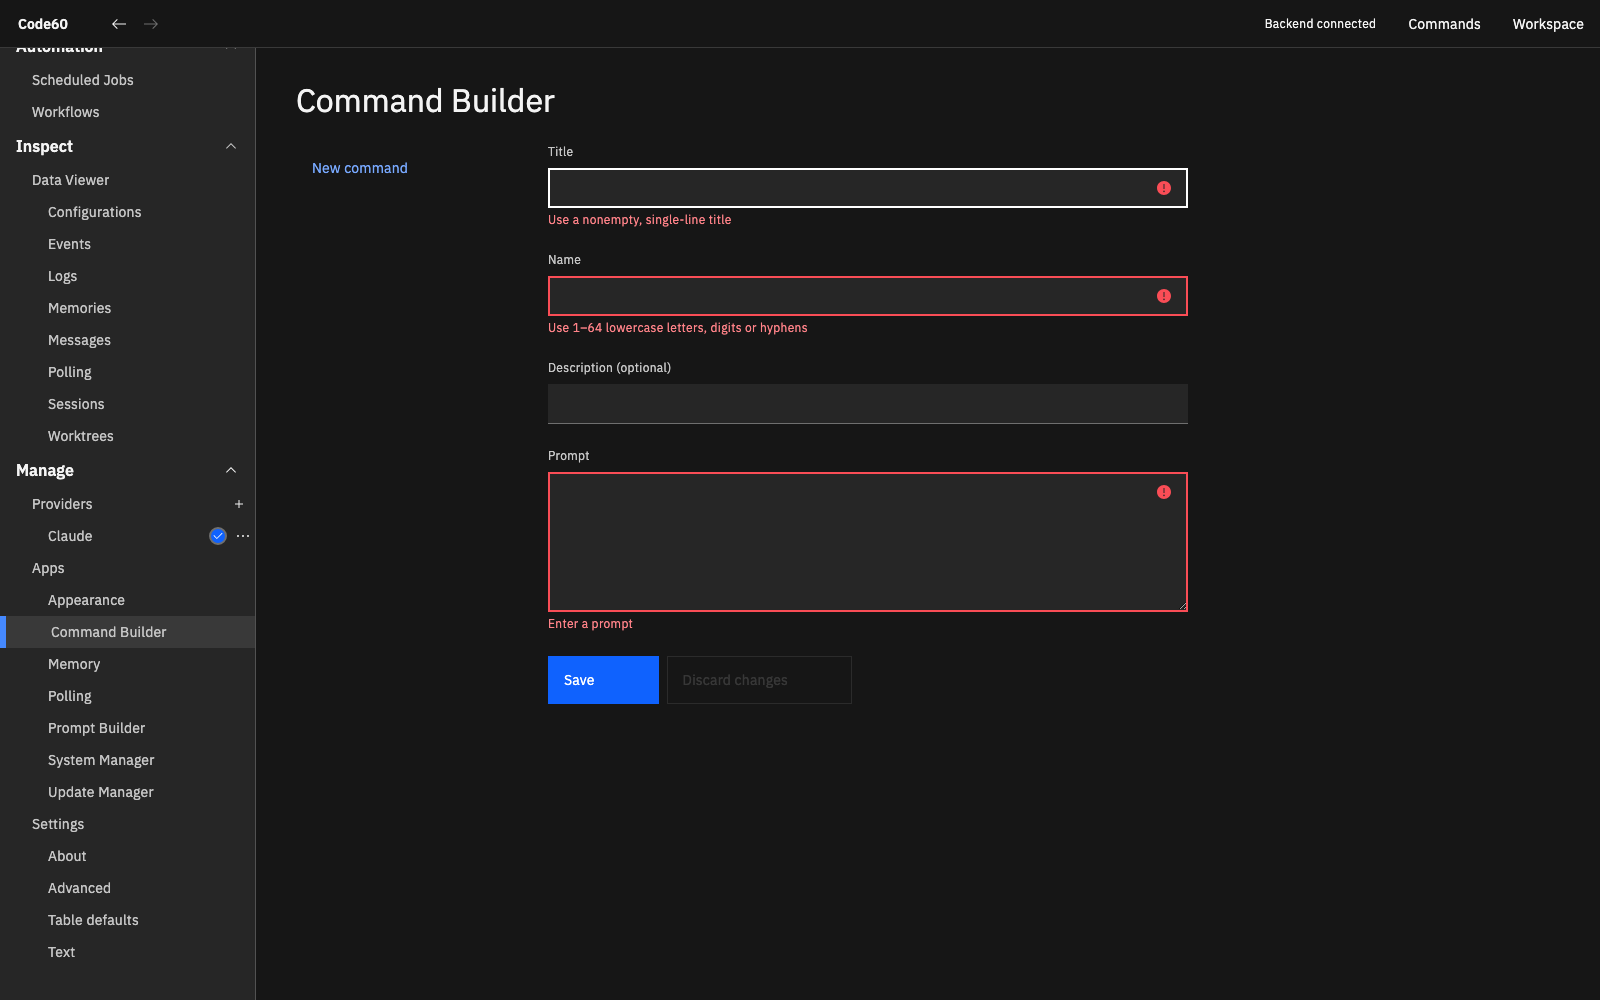 Code60
Backend connected
Commands
Workspace
Automation
Scheduled Jobs
Workflows
Inspect
Data Viewer
Configurations
Events
Logs
Memories
Messages
Polling
Sessions
Worktrees
Manage
Providers
Claude
Apps
Appearance
Command Builder
Memory
Polling
Prompt Builder
System Manager
Update Manager
Settings
About
Advanced
Table defaults
Text
Command Builder
New command
Title
Use a nonempty, single-line title
Name
Use 1–64 lowercase letters, digits or hyphens
Description (optional)
Prompt
Enter a prompt
Save
Discard changes